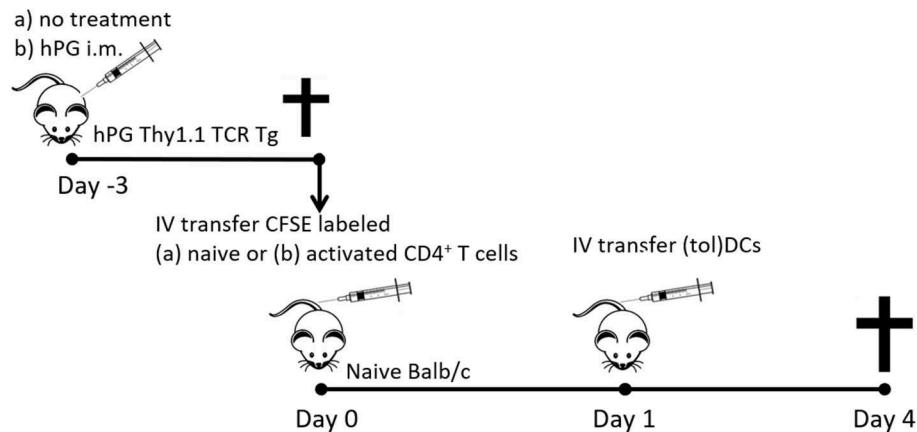 a) no treatment
b) hPG i.m.
hPG Thy1.1 TCR Tg
Day -3
IV transfer CFSE labeled
(a) naive or (b) activated CD4⁺ T cells
IV transfer (tol)DCs
Naive Balb/c
Day 0
Day 1
Day 4